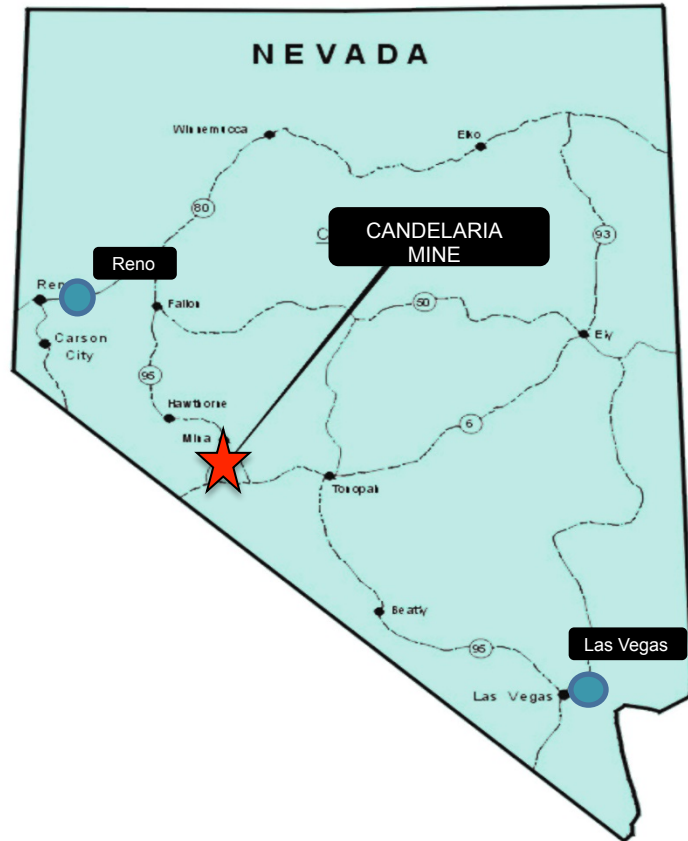 NEVADA
Winnemucca
Elko
80
CANDELARIA
MINE
93
Reno
Fallon
50
Carson
City
Ely
95
Hawthorne
6
Mina
Tonopah
Beatty
95
Las Vegas
Las Vegas